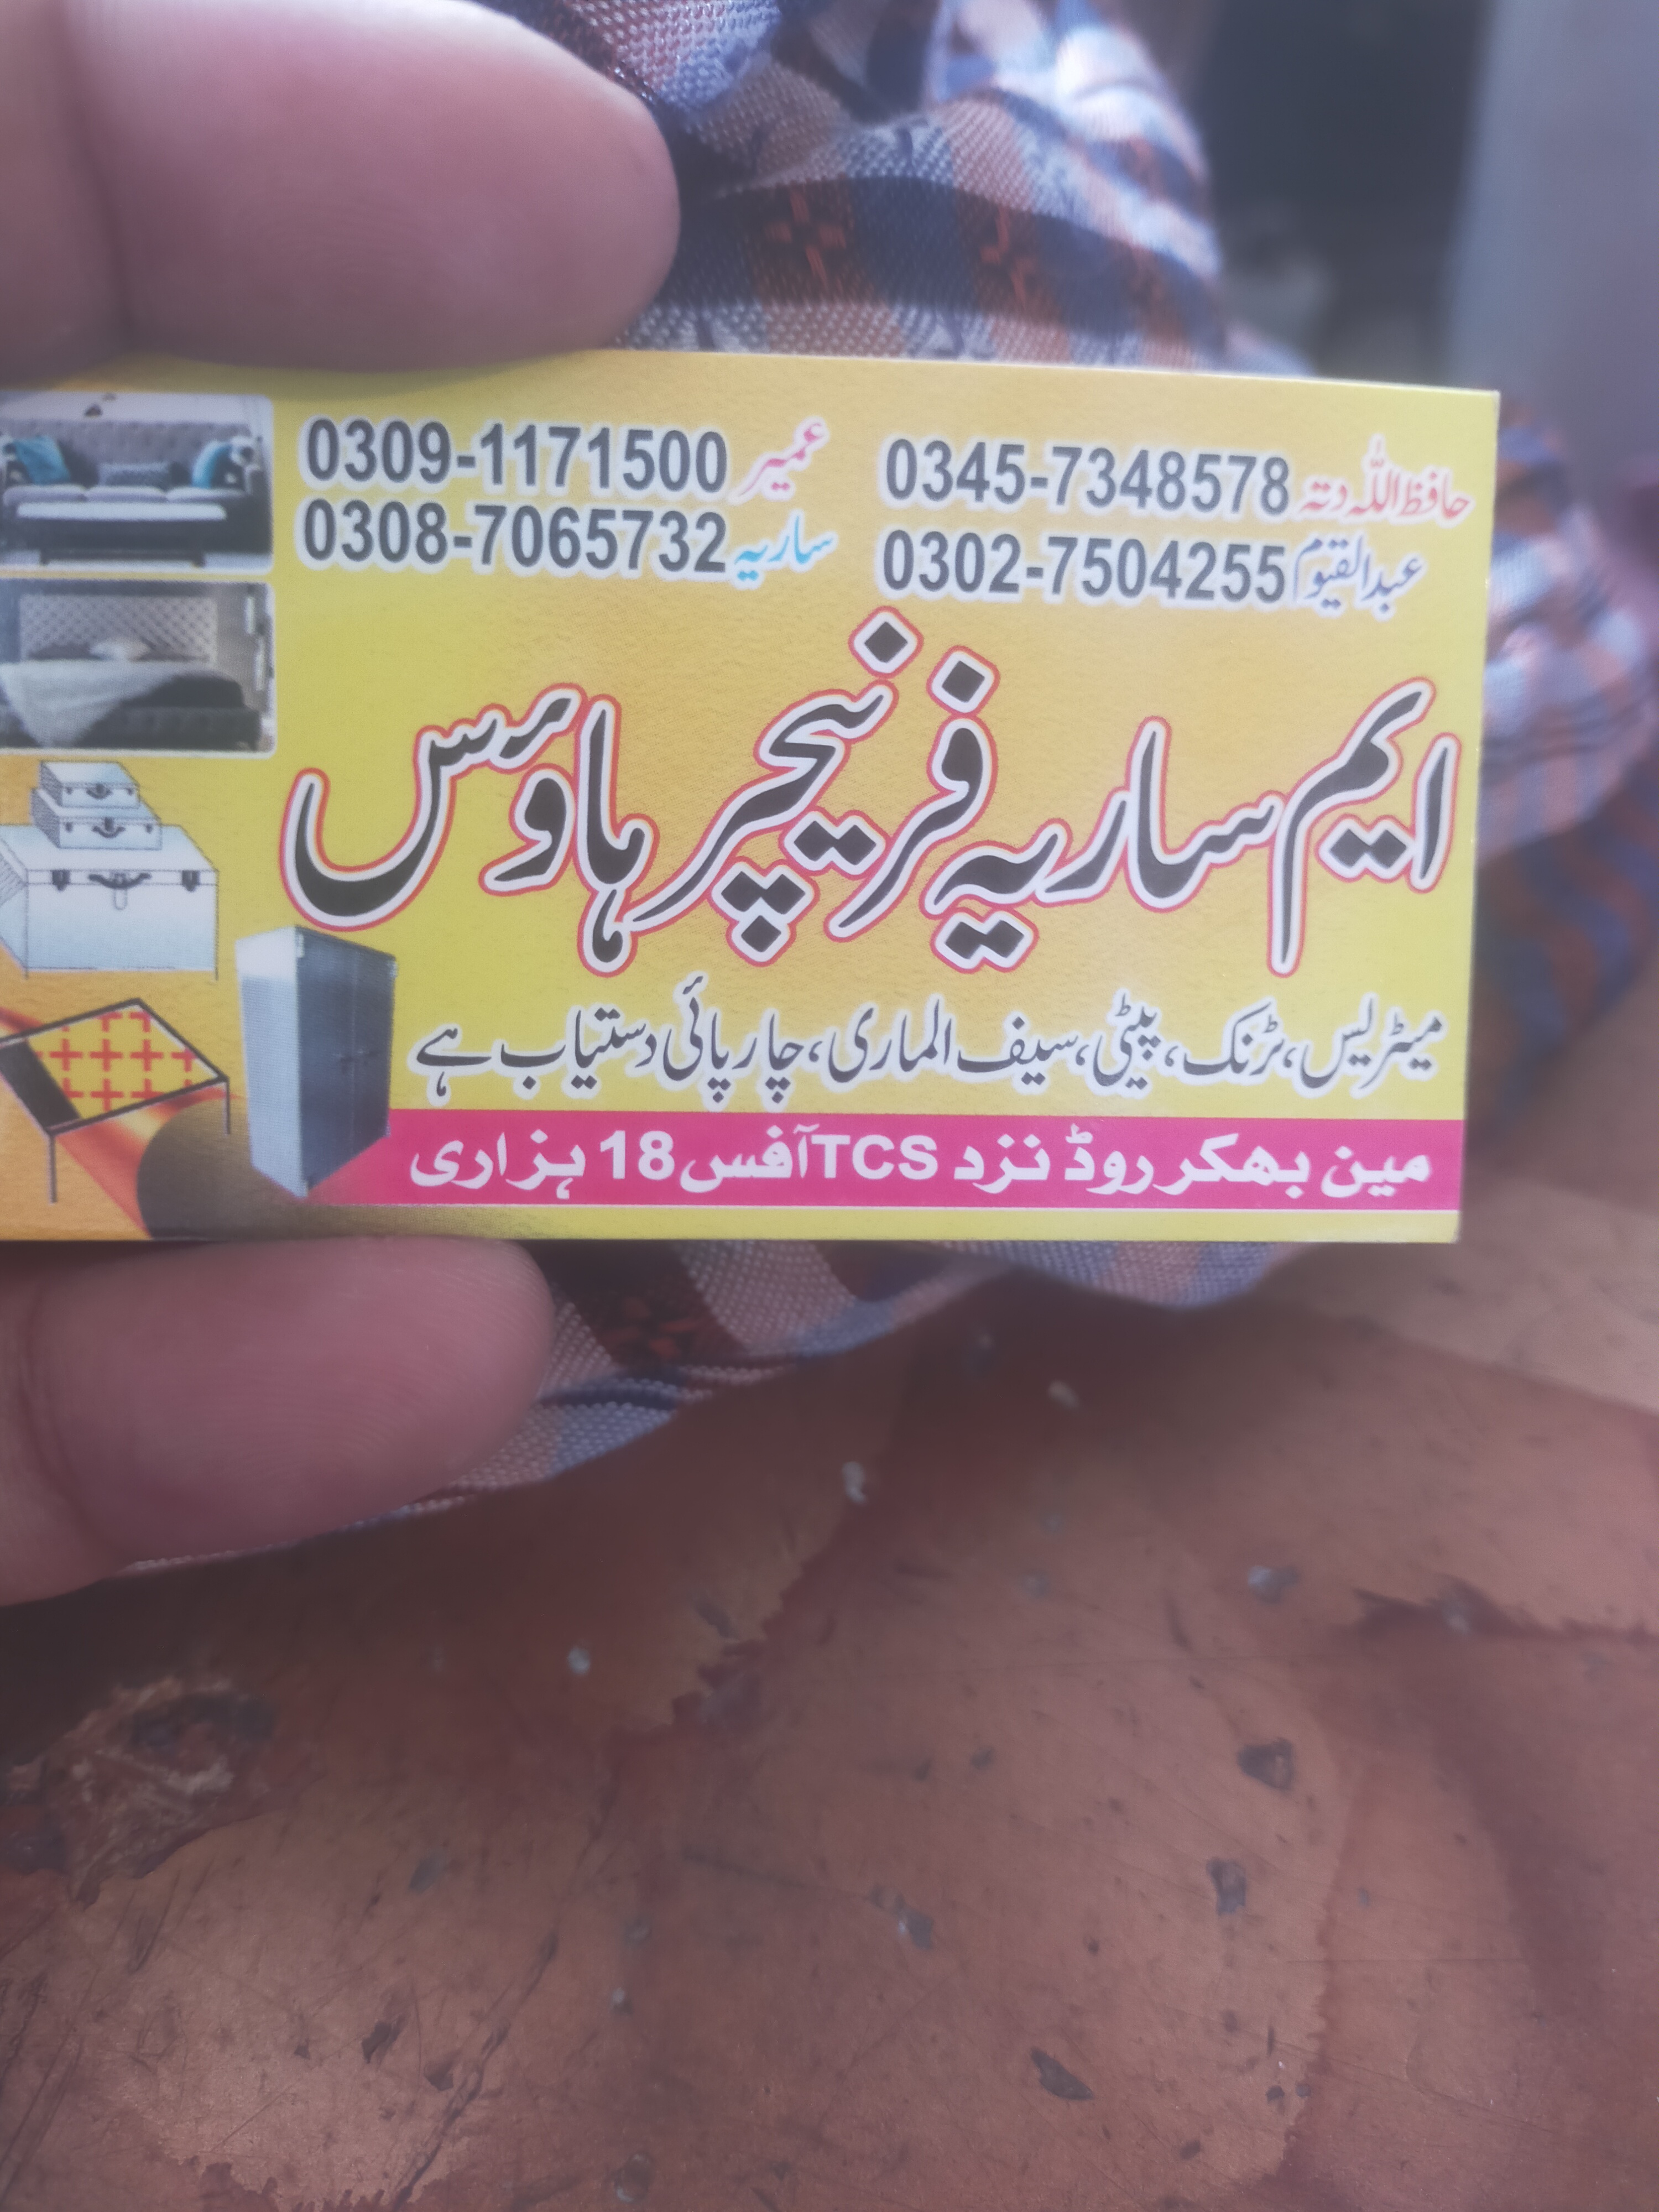 حافظ اللہ دتہ 0345-7348578
عبدالقیوم 0302-7504255
عمیر 0309-1171500
ساریہ 0308-7065732
ایم ساریہ فرنیچر ہاؤس
میٹریس، ٹرنک، پیٹی، سیف الماری، چارپائی دستیاب ہے
مین بھکر روڈ نزد TCS آفس 18 ہزاری